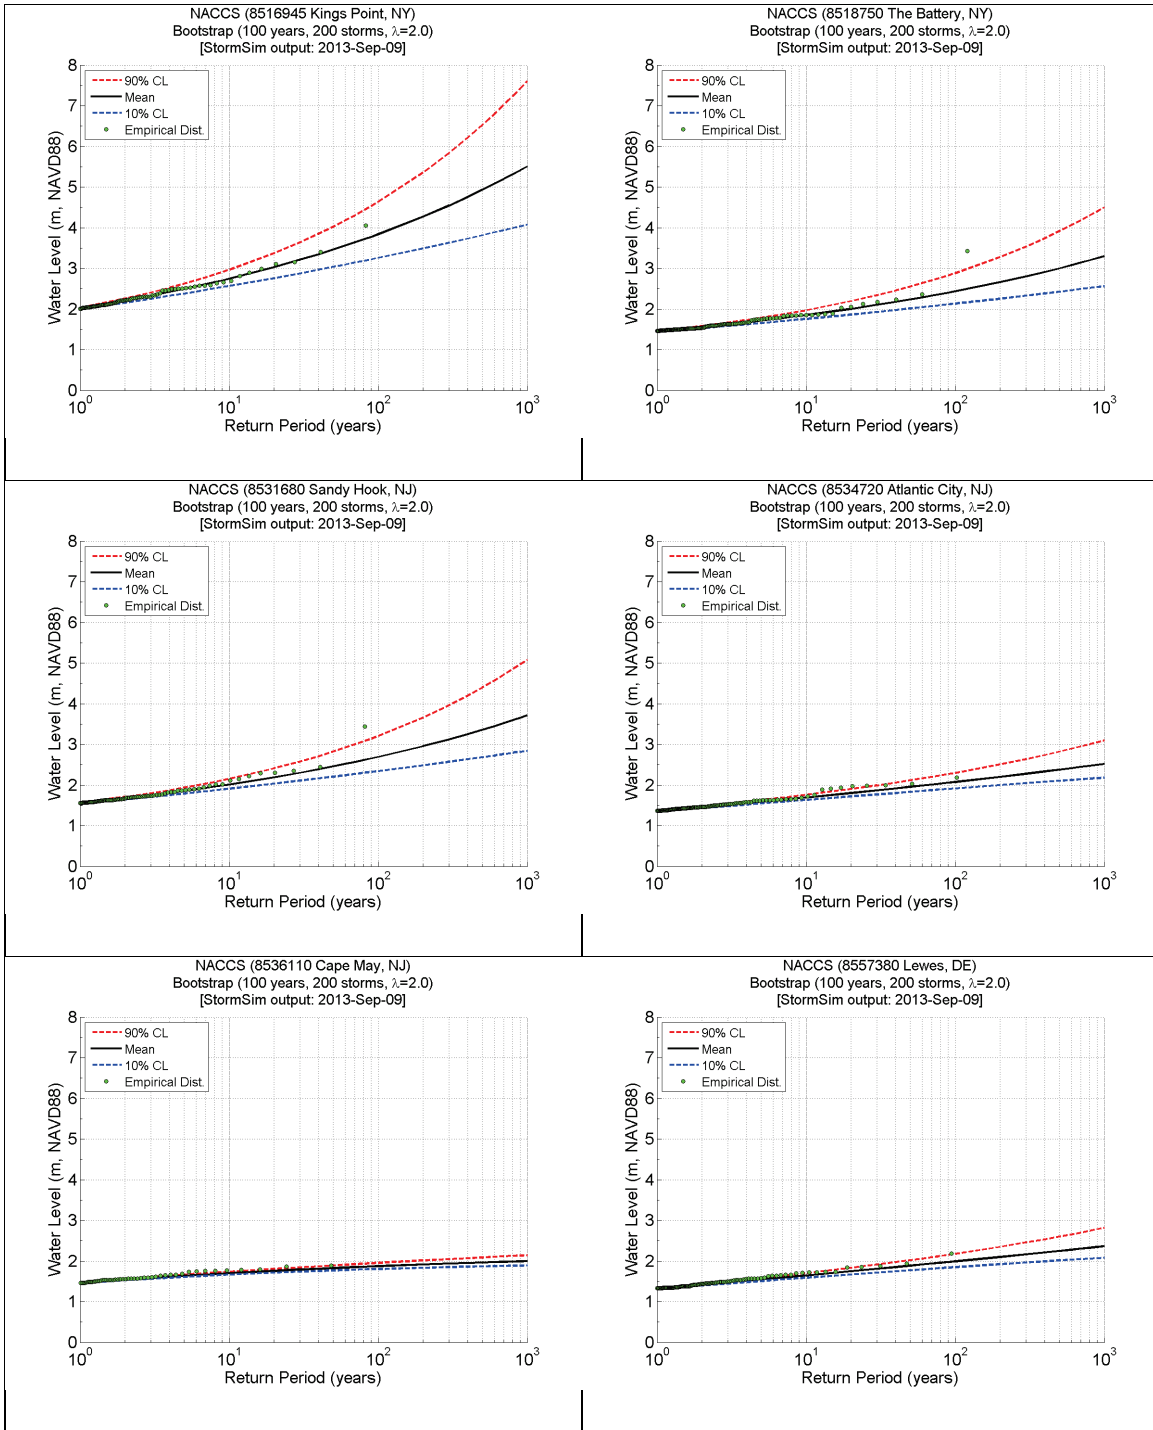 NACCS (8516945 Kings Point, NY)
Bootstrap (100 years, 200 storms, λ=2.0)
[StormSim output: 2013-Sep-09]
8
7
6
5
4
3
2
1
0
Water Level (m, NAVD88)
90% CL
Mean
10% CL
Empirical Dist.
10^0 10^1 10^2 10^3
Return Period (years)
NACCS (8518750 The Battery, NY)
Bootstrap (100 years, 200 storms, λ=2.0)
[StormSim output: 2013-Sep-09]
8
7
6
5
4
3
2
1
0
Water Level (m, NAVD88)
90% CL
Mean
10% CL
Empirical Dist.
10^0 10^1 10^2 10^3
Return Period (years)
NACCS (8531680 Sandy Hook, NJ)
Bootstrap (100 years, 200 storms, λ=2.0)
[StormSim output: 2013-Sep-09]
8
7
6
5
4
3
2
1
0
Water Level (m, NAVD88)
90% CL
Mean
10% CL
Empirical Dist.
10^0 10^1 10^2 10^3
Return Period (years)
NACCS (8534720 Atlantic City, NJ)
Bootstrap (100 years, 200 storms, λ=2.0)
[StormSim output: 2013-Sep-09]
8
7
6
5
4
3
2
1
0
Water Level (m, NAVD88)
90% CL
Mean
10% CL
Empirical Dist.
10^0 10^1 10^2 10^3
Return Period (years)
NACCS (8536110 Cape May, NJ)
Bootstrap (100 years, 200 storms, λ=2.0)
[StormSim output: 2013-Sep-09]
8
7
6
5
4
3
2
1
0
Water Level (m, NAVD88)
90% CL
Mean
10% CL
Empirical Dist.
10^0 10^1 10^2 10^3
Return Period (years)
NACCS (8557380 Lewes, DE)
Bootstrap (100 years, 200 storms, λ=2.0)
[StormSim output: 2013-Sep-09]
8
7
6
5
4
3
2
1
0
Water Level (m, NAVD88)
90% CL
Mean
10% CL
Empirical Dist.
10^0 10^1 10^2 10^3
Return Period (years)